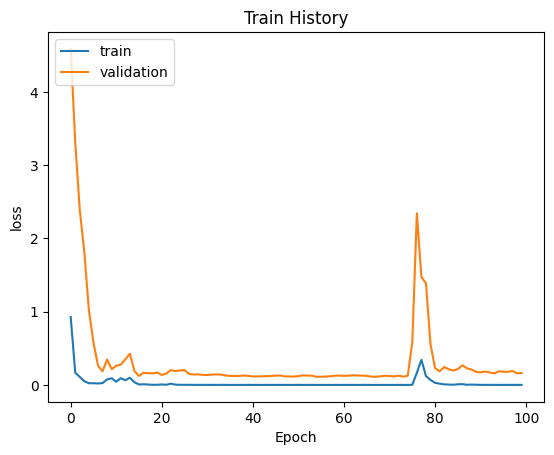 Train History
train
validation
loss
4
3
2
1
0
0 20 40 60 80 100
Epoch